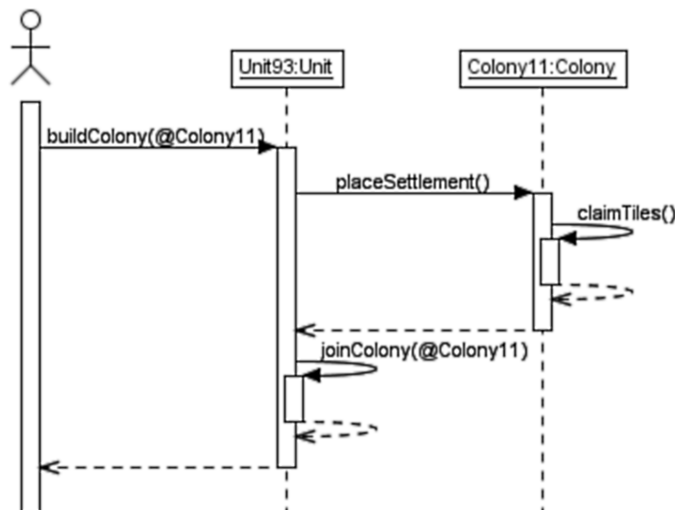 Unit93:Unit
Colony11:Colony
buildColony(@Colony11)
placeSettlement()
claimTiles()
joinColony(@Colony11)